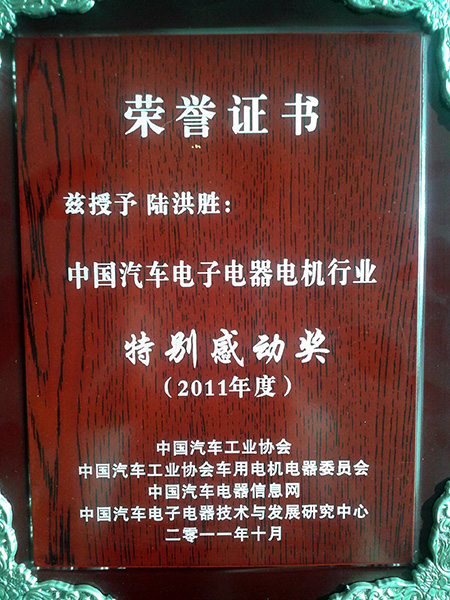 荣誉证书
兹授予 陆洪胜：
中国汽车电子电器电机行业
特别感动奖
（2011年度）
中国汽车工业协会
中国汽车工业协会车用电机电器委员会
中国汽车电器信息网
中国汽车电子电器技术与发展研究中心
二零一一年十月